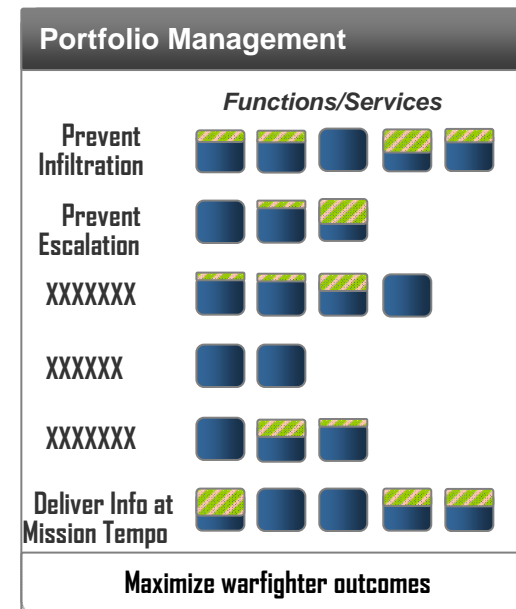 Portfolio Management
Functions/Services
Prevent
Infiltration
Prevent
Escalation
XXXXXXX
XXXXXX
XXXXXXX
Deliver Info at
Mission Tempo
Maximize warfighter outcomes